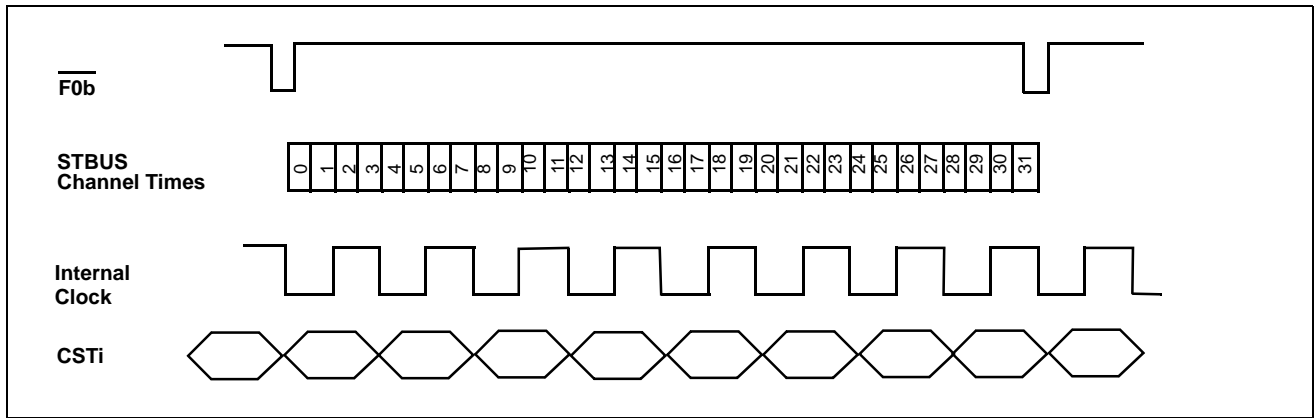 F0b
STBUS
Channel Times
0 1 2 3 4 5 6 7 8 9 10 11 12 13 14 15 16 17 18 19 20 21 22 23 24 25 26 27 28 29 30 31
Internal
Clock
CSTi